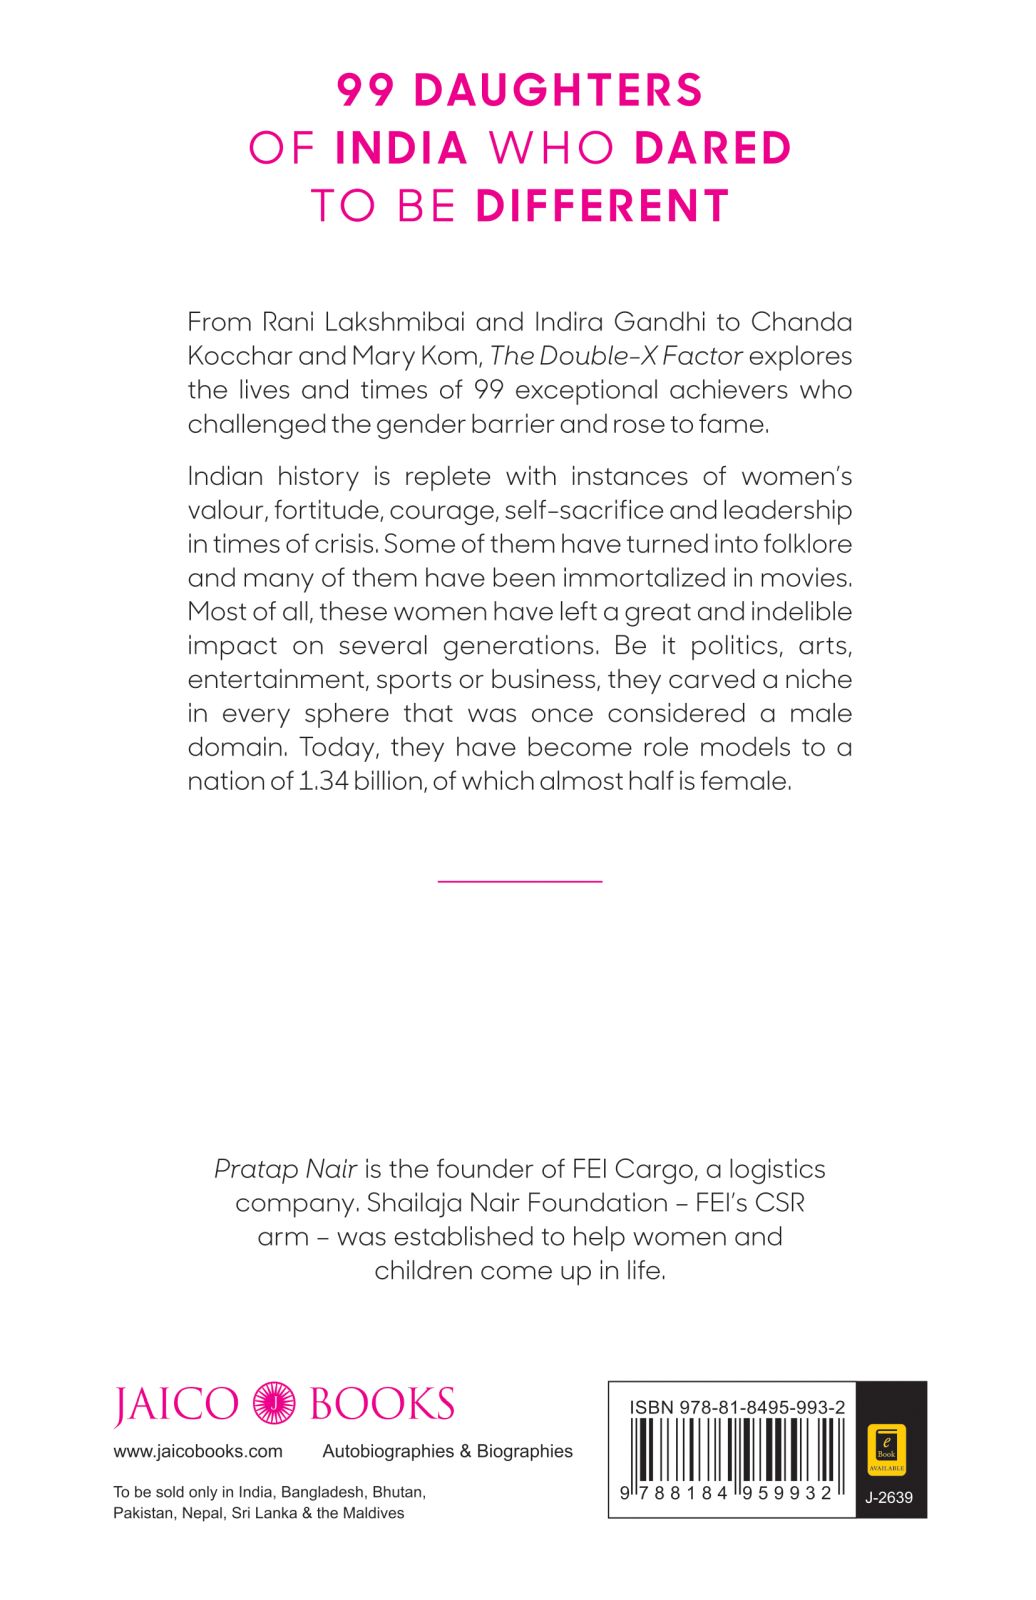 99 DAUGHTERS
OF INDIA WHO DARED
TO BE DIFFERENT
From Rani Lakshmibai and Indira Gandhi to Chanda
Kocchar and Mary Kom, The Double-X Factor explores
the lives and times of 99 exceptional achievers who
challenged the gender barrier and rose to fame.
Indian history is replete with instances of women's
valour, fortitude, courage, self-sacrifice and leadership
in times of crisis. Some of them have turned into folklore
and many of them have been immortalized in movies.
Most of all, these women have left a great and indelible
impact on several generations. Be it politics, arts,
entertainment, sports or business, they carved a niche
in every sphere that was once considered a male
domain. Today, they have become role models to a
nation of 1.34 billion, of which almost half is female.
Pratap Nair is the founder of FEI Cargo, a logistics
company. Shailaja Nair Foundation – FEI's CSR
arm – was established to help women and
children come up in life.
JAICO J BOOKS
www.jaicobooks.com Autobiographies & Biographies
To be sold only in India, Bangladesh, Bhutan,
Pakistan, Nepal, Sri Lanka & the Maldives
ISBN 978-81-8495-993-2
9 788184 959932
e
Book
AVAILABLE
J-2639